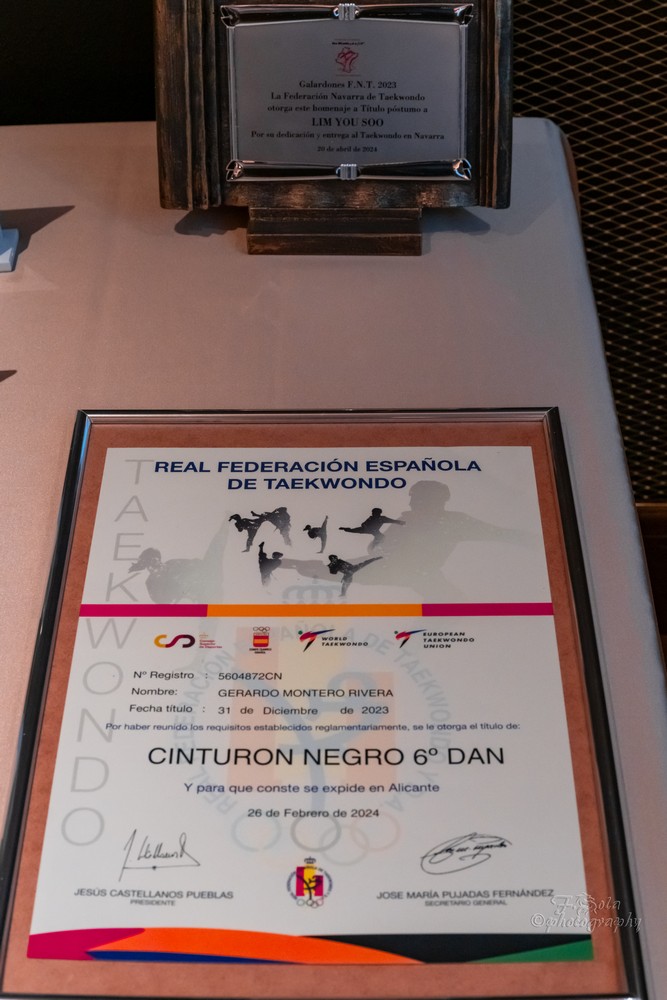 Galardones F.N.T. 2023
La Federación Navarra de Taekwondo
otorga este homenaje a Título póstumo a
LIM YOU SOO
Por su dedicación y entrega al Taekwondo en Navarra
20 de abril de 2024
TAEKWONDO
REAL FEDERACIÓN ESPAÑOLA
DE TAEKWONDO
WORLD
TAEKWONDO
EUROPEAN
TAEKWONDO
UNION
Nº Registro : 5604872CN
Nombre: GERARDO MONTERO RIVERA
Fecha título : 31 de Diciembre de 2023
Por haber reunido los requisitos establecidos reglamentariamente, se le otorga el título de:
CINTURON NEGRO 6º DAN
Y para que conste se expide en Alicante
26 de Febrero de 2024
JESÚS CASTELLANOS PUEBLAS
PRESIDENTE
JOSE MARÍA PUJADAS FERNÁNDEZ
SECRETARIO GENERAL
©photography